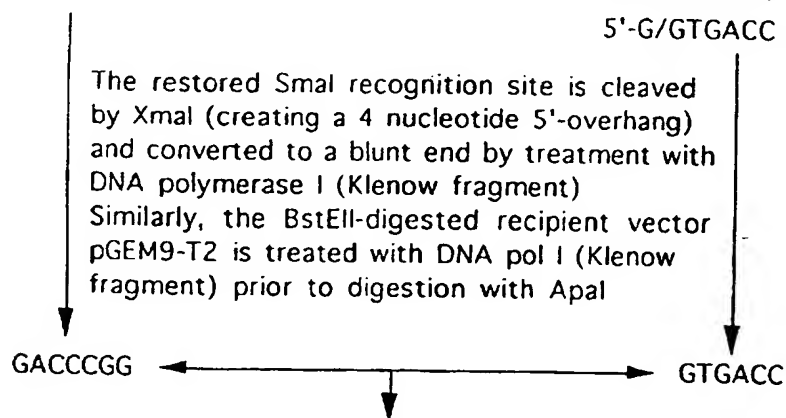 5'-G/GTGACC
The restored SmaI recognition site is cleaved
by XmaI (creating a 4 nucleotide 5'-overhang)
and converted to a blunt end by treatment with
DNA polymerase I (Klenow fragment)
Similarly, the BstEII-digested recipient vector
pGEM9-T2 is treated with DNA pol I (Klenow
fragment) prior to digestion with ApaI
GACCCGG
GTGACC